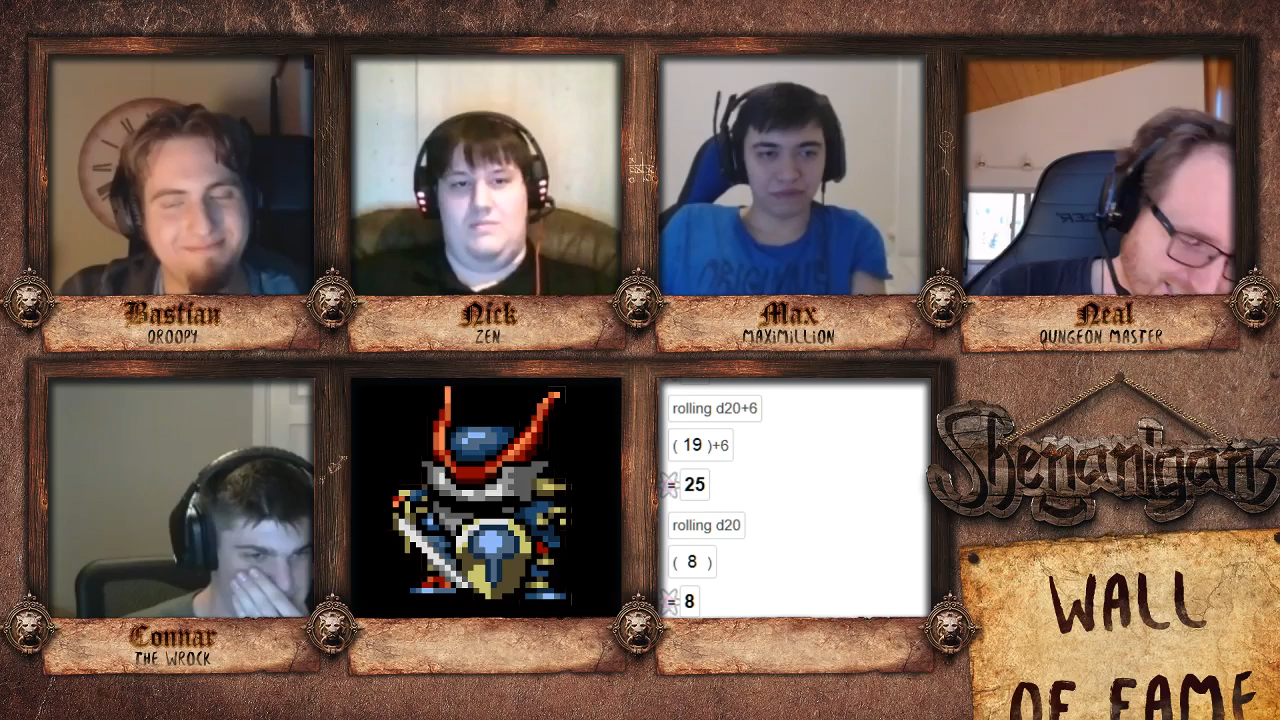 Bastian
DROOPY
Nick
ZEN
ORIGINALS
Max
MAXIMILLION
Neal
DUNGEON MASTER
Connar
THE WROCK
rolling d20+6
( 19 )+6
= 25
rolling d20
( 8 )
= 8
Shenanigans
WALL
OF FAME